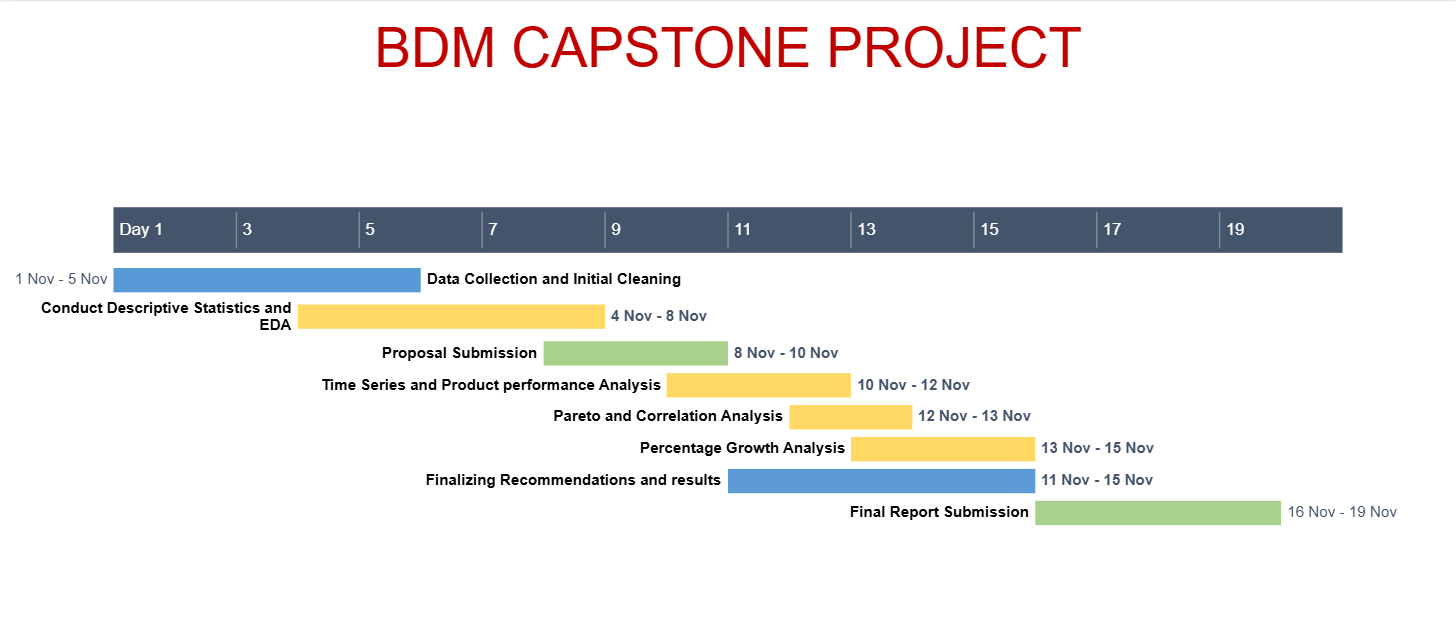 BDM CAPSTONE PROJECT
Day 1 3 5 7 9 11 13 15 17 19
1 Nov - 5 Nov Data Collection and Initial Cleaning
Conduct Descriptive Statistics and
EDA
4 Nov - 8 Nov
Proposal Submission 8 Nov - 10 Nov
Time Series and Product performance Analysis 10 Nov - 12 Nov
Pareto and Correlation Analysis 12 Nov - 13 Nov
Percentage Growth Analysis 13 Nov - 15 Nov
Finalizing Recommendations and results 11 Nov - 15 Nov
Final Report Submission 16 Nov - 19 Nov